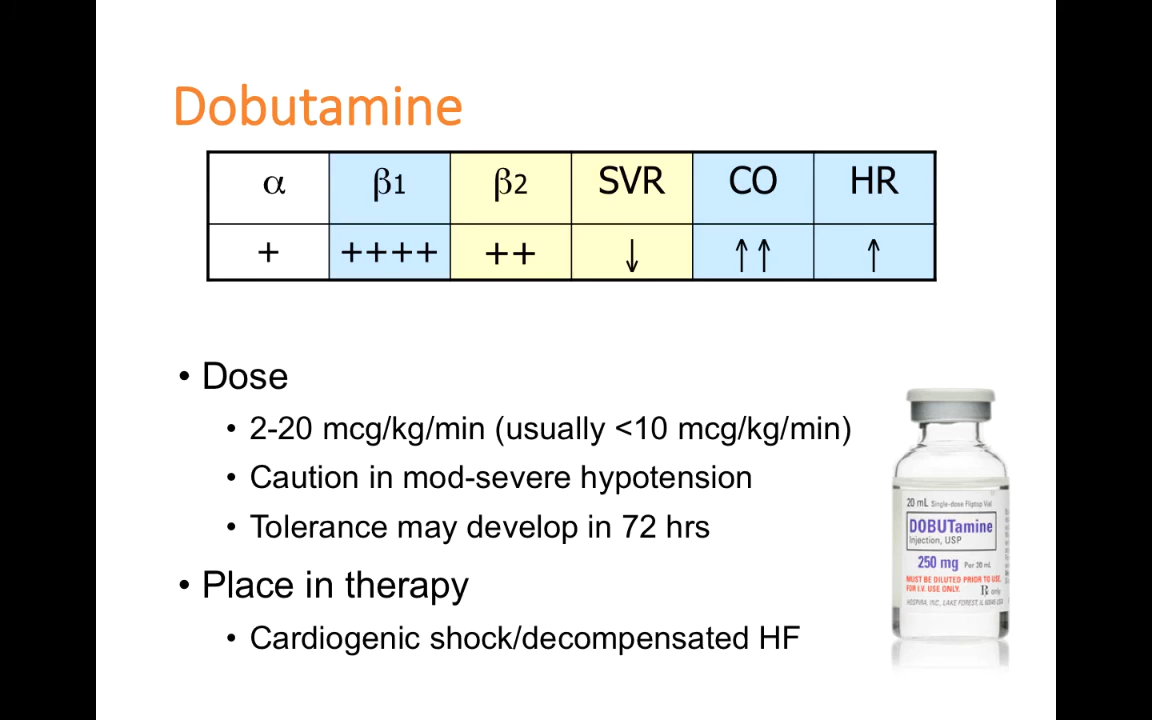 Dobutamine
α β1 β2 SVR CO HR
+ ++++ ++ ↓ ↑↑ ↑
• Dose
• 2-20 mcg/kg/min (usually <10 mcg/kg/min)
• Caution in mod-severe hypotension
• Tolerance may develop in 72 hrs
• Place in therapy
• Cardiogenic shock/decompensated HF
20 mL Single-dose Fliptop Vial
DOBUTamine
Injection, USP
250 mg Per 20 mL
MUST BE DILUTED PRIOR TO USE.
FOR I.V. USE ONLY. Rx only
HOSPIRA, INC., LAKE FOREST, IL 60045 USA